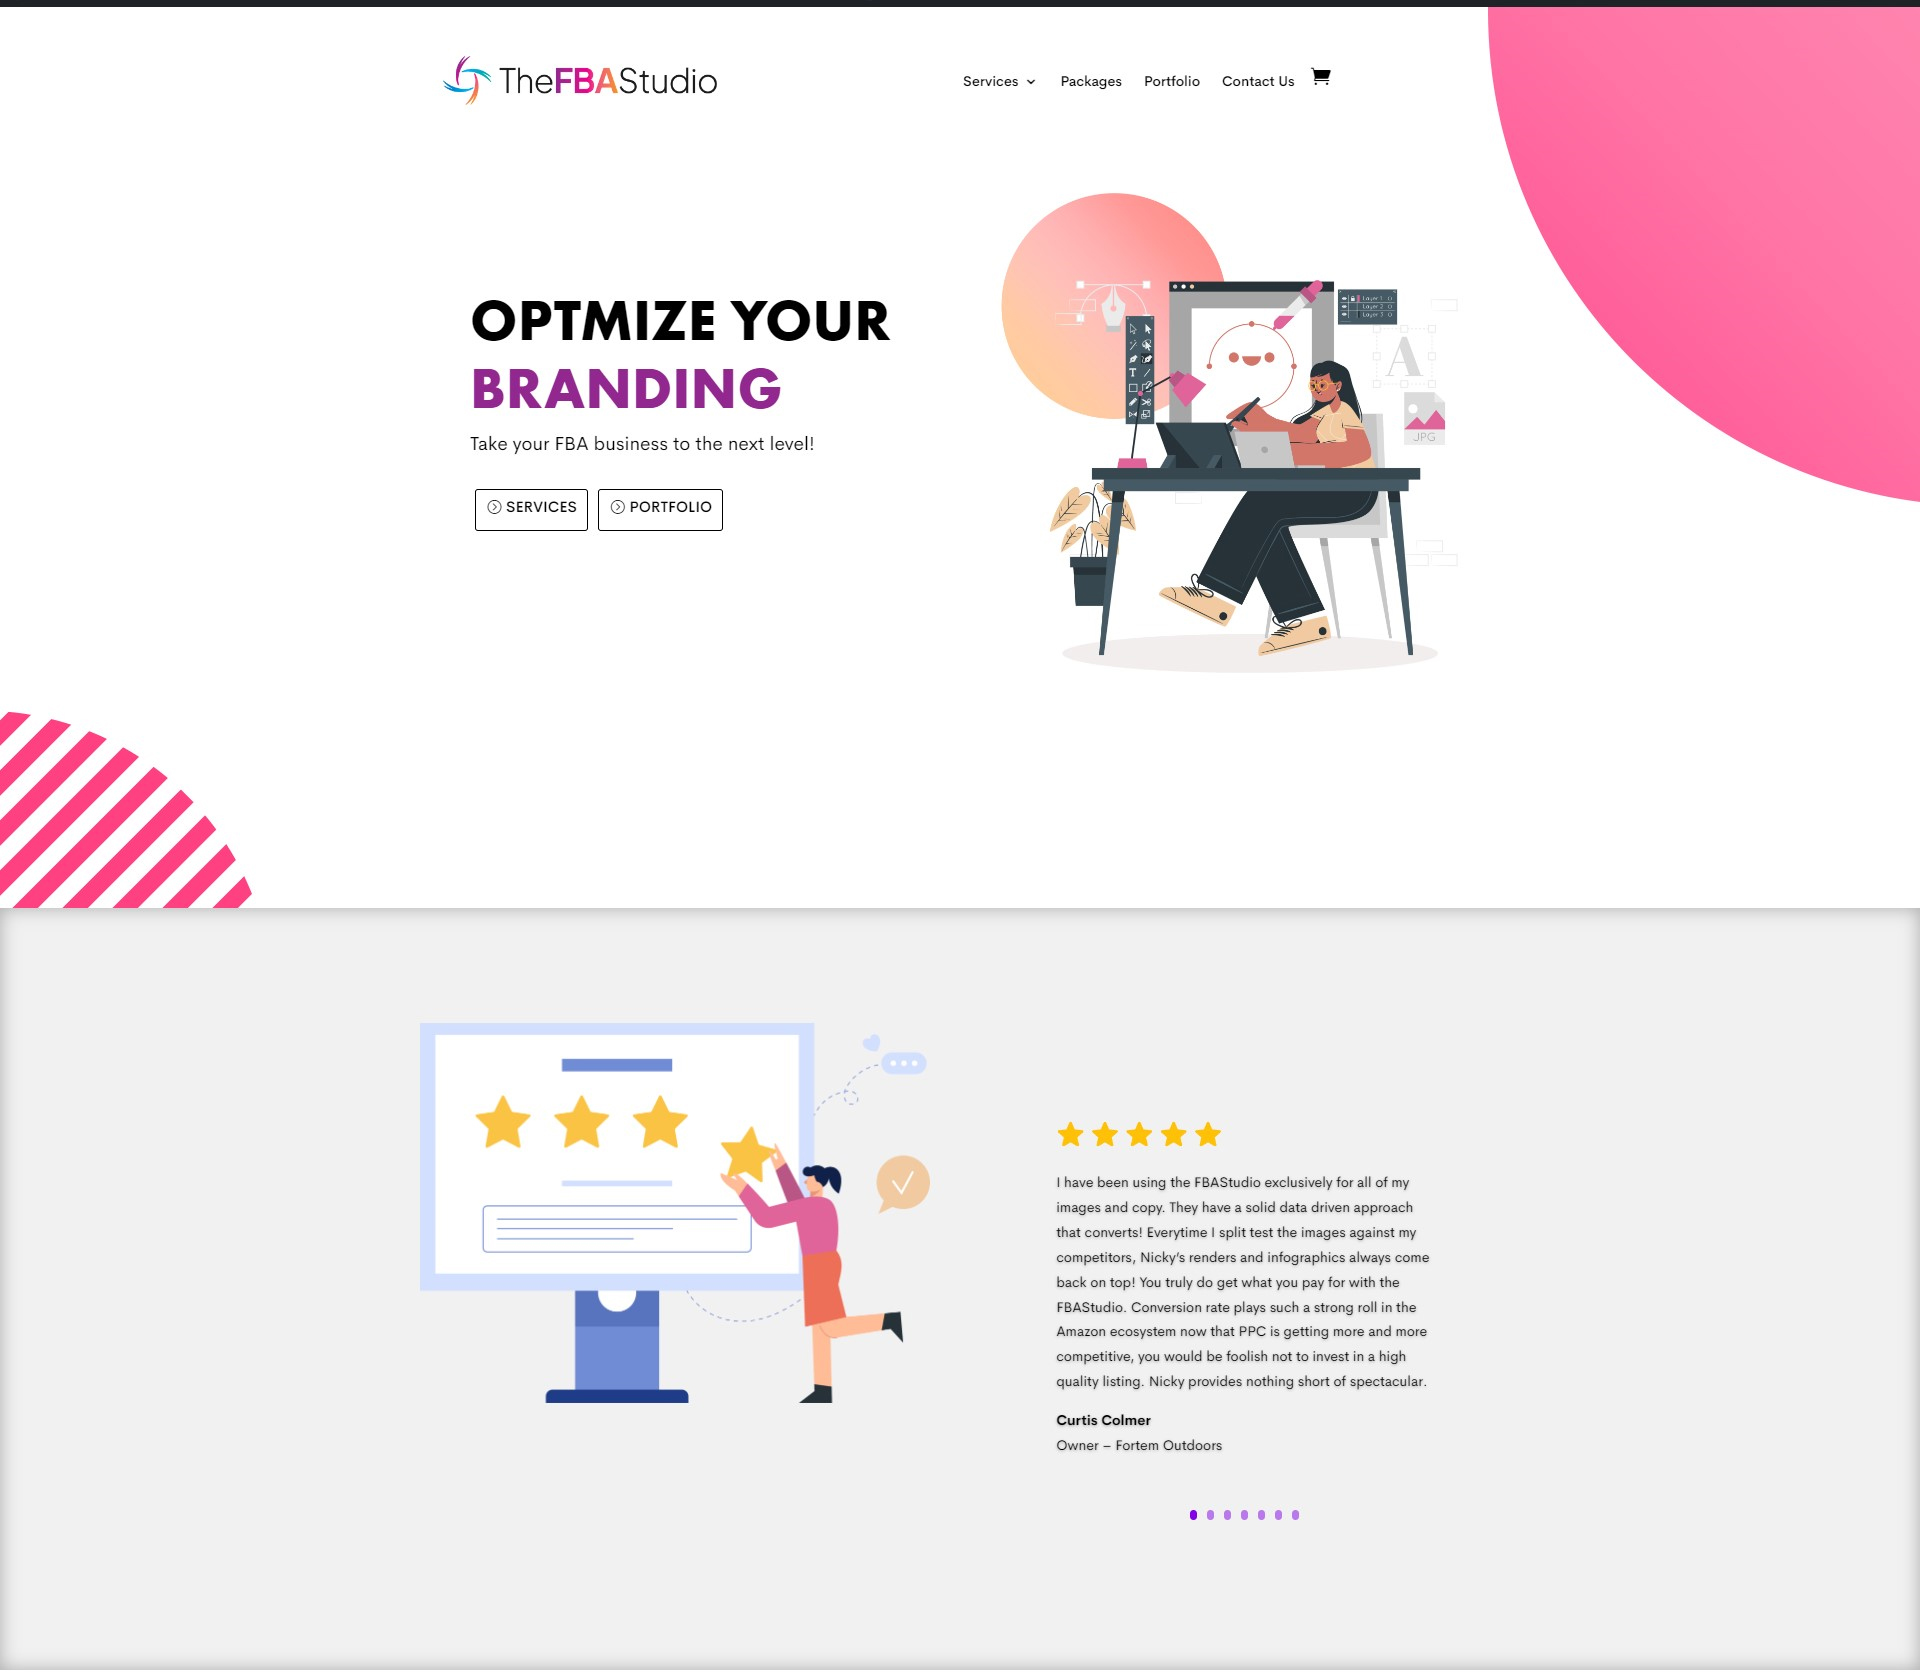 TheFBAStudio
Services
Packages
Portfolio
Contact Us
OPTMIZE YOUR
BRANDING
Take your FBA business to the next level!
SERVICES
PORTFOLIO
Layer 1
Layer 2
Layer 3
T
A
JPG
I have been using the FBAStudio exclusively for all of my
images and copy. They have a solid data driven approach
that converts! Everytime I split test the images against my
competitors, Nicky’s renders and infographics always come
back on top! You truly do get what you pay for with the
FBAStudio. Conversion rate plays such a strong roll in the
Amazon ecosystem now that PPC is getting more and more
competitive, you would be foolish not to invest in a high
quality listing. Nicky provides nothing short of spectacular.
Curtis Colmer
Owner – Fortem Outdoors